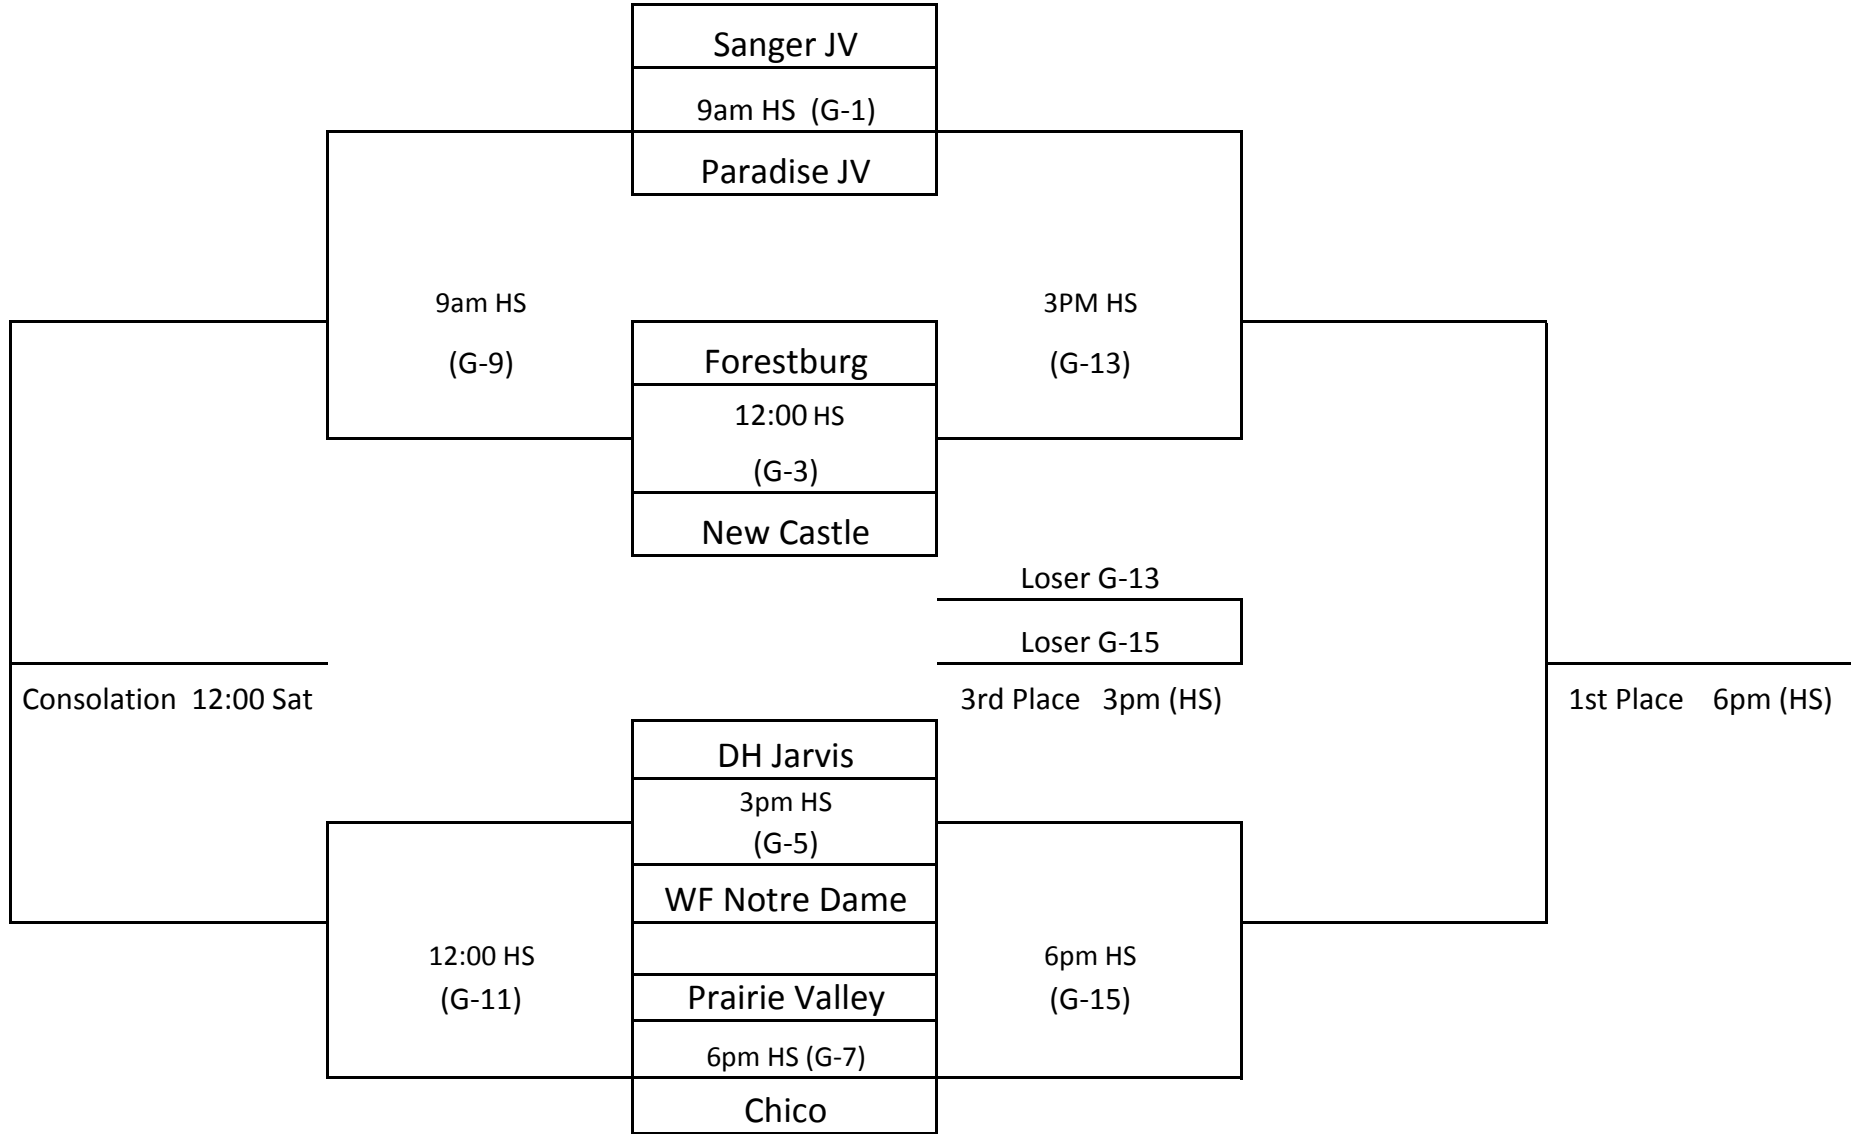 Sanger JV
9am HS  (G-1)
Paradise JV
9am HS
(G-9)
3PM HS
(G-13)
Forestburg
12:00 HS
(G-3)
New Castle
Loser G-13
Loser G-15
Consolation  12:00 Sat
3rd Place   3pm (HS)
1st Place    6pm (HS)
DH Jarvis
3pm HS
(G-5)
WF Notre Dame
12:00 HS
(G-11)
6pm HS
(G-15)
Prairie Valley
6pm HS (G-7)
Chico